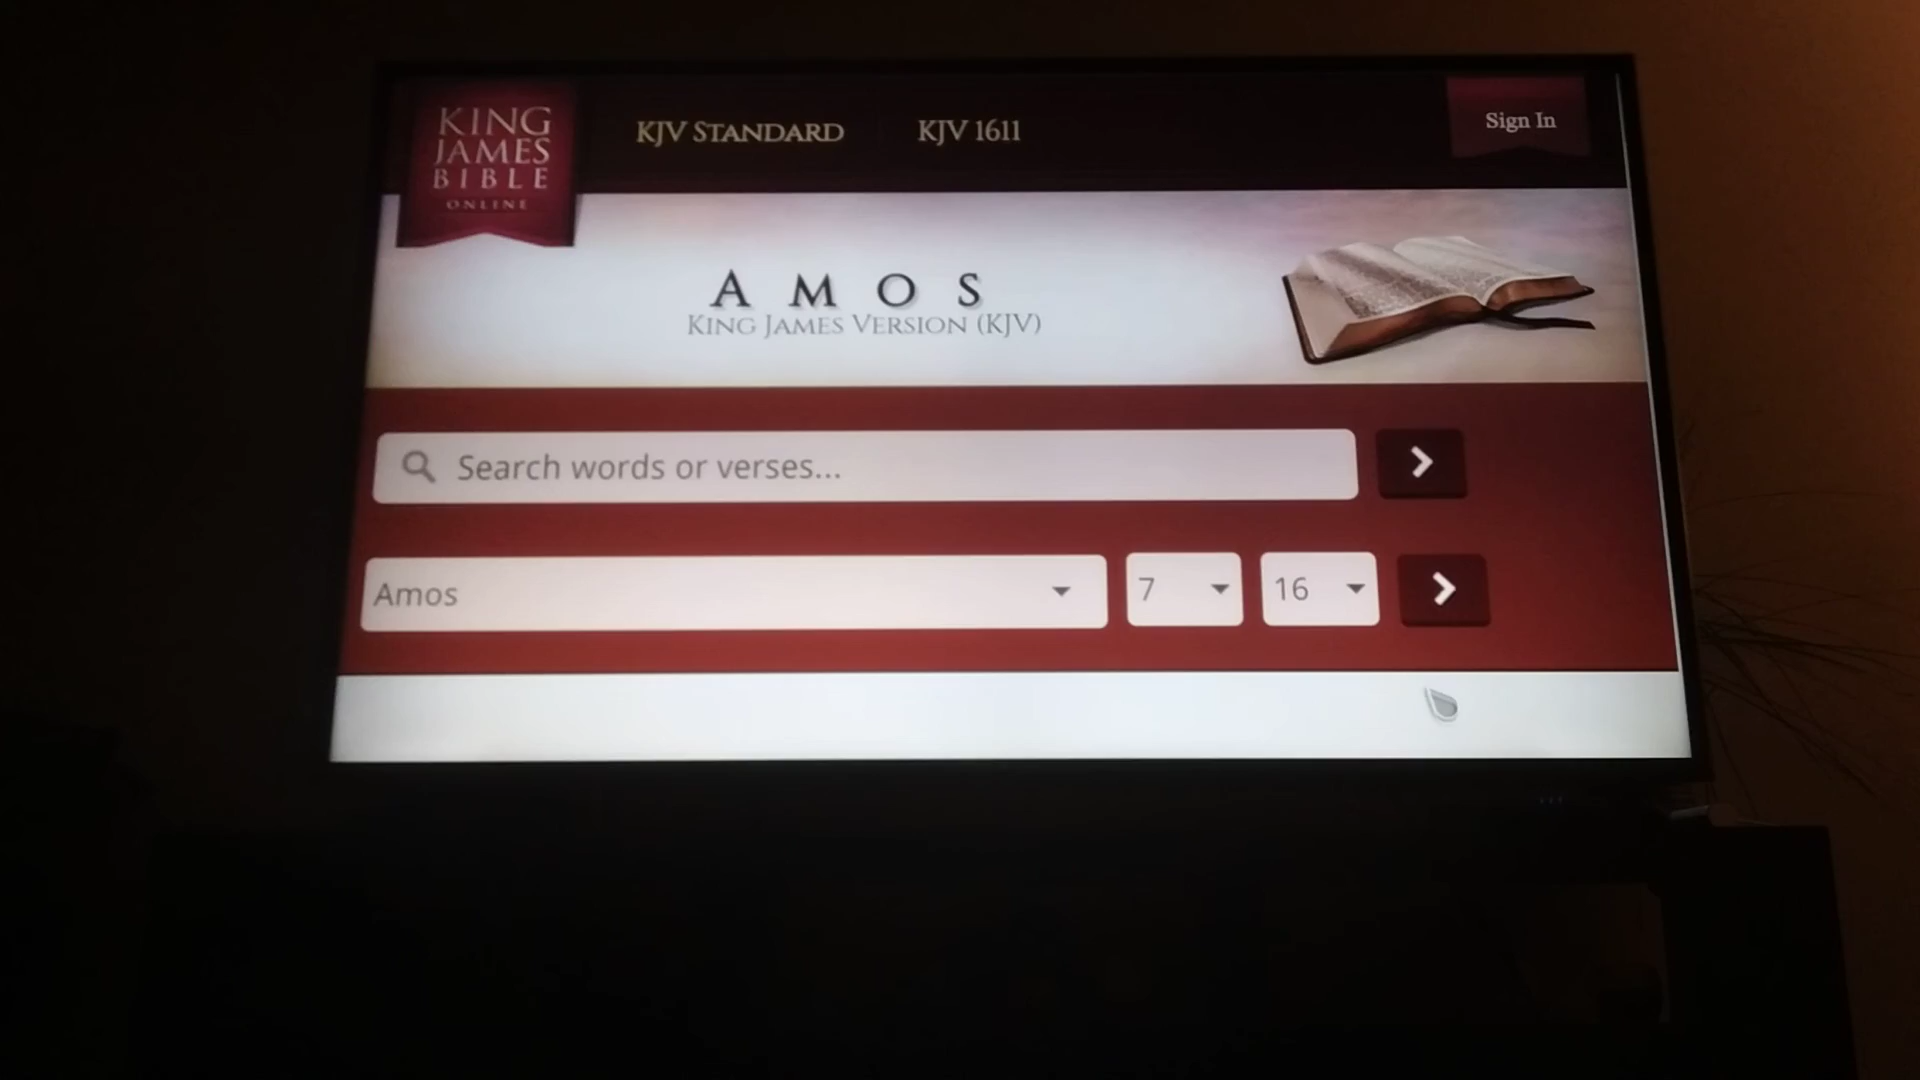 KING
JAMES
BIBLE
ONLINE
KJV STANDARD
KJV 1611
Sign In
AMOS
KING JAMES VERSION (KJV)
Search words or verses...
Amos
7
16